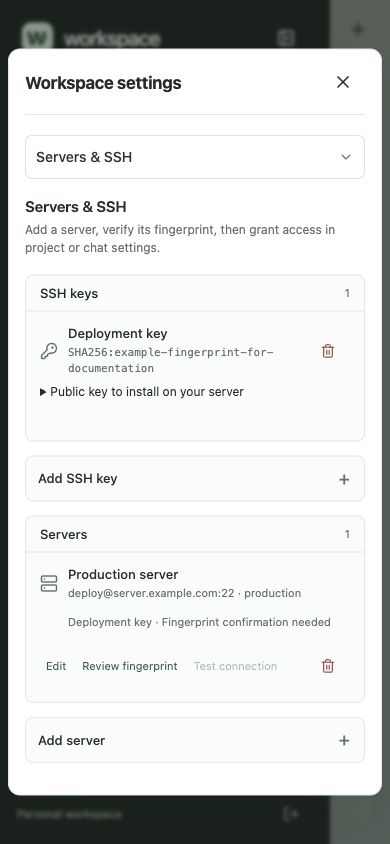 W workspace
Workspace settings
Servers & SSH
Servers & SSH
Add a server, verify its fingerprint, then grant access in
project or chat settings.
SSH keys 1
Deployment key
SHA256:example-fingerprint-for-
documentation
Public key to install on your server
Add SSH key
Servers 1
Production server
deploy@server.example.com:22 · production
Deployment key · Fingerprint confirmation needed
Edit Review fingerprint Test connection
Add server
Personal workspace